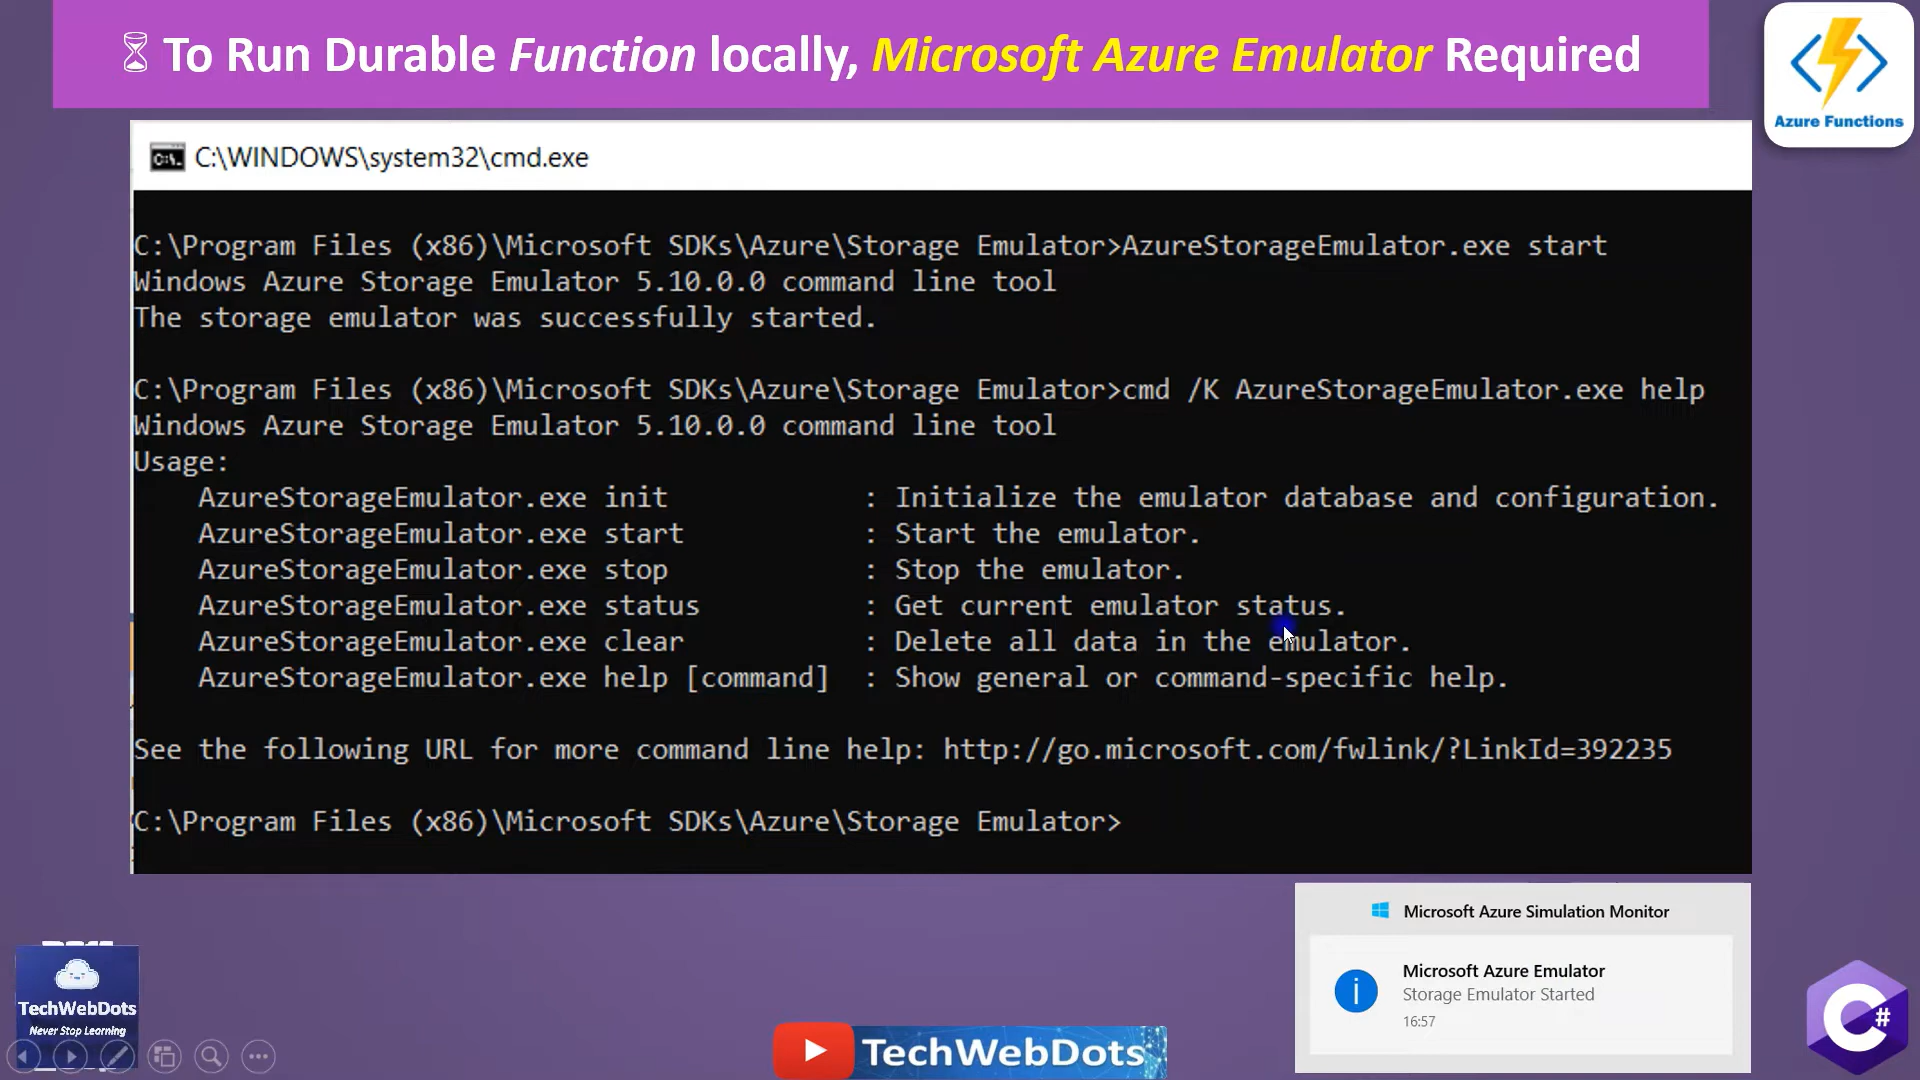 To Run Durable Function locally, Microsoft Azure Emulator Required
Azure Functions
C:\WINDOWS\system32\cmd.exe
C:\Program Files (x86)\Microsoft SDKs\Azure\Storage Emulator>AzureStorageEmulator.exe start
Windows Azure Storage Emulator 5.10.0.0 command line tool
The storage emulator was successfully started.
C:\Program Files (x86)\Microsoft SDKs\Azure\Storage Emulator>cmd /K AzureStorageEmulator.exe help
Windows Azure Storage Emulator 5.10.0.0 command line tool
Usage:
AzureStorageEmulator.exe init : Initialize the emulator database and configuration.
AzureStorageEmulator.exe start : Start the emulator.
AzureStorageEmulator.exe stop : Stop the emulator.
AzureStorageEmulator.exe status : Get current emulator status.
AzureStorageEmulator.exe clear : Delete all data in the emulator.
AzureStorageEmulator.exe help [command] : Show general or command-specific help.
See the following URL for more command line help: http://go.microsoft.com/fwlink/?LinkId=392235
C:\Program Files (x86)\Microsoft SDKs\Azure\Storage Emulator>
Microsoft Azure Simulation Monitor
Microsoft Azure Emulator
Storage Emulator Started
16:57
TechWebDots
Never Stop Learning
TechWebDots
C#